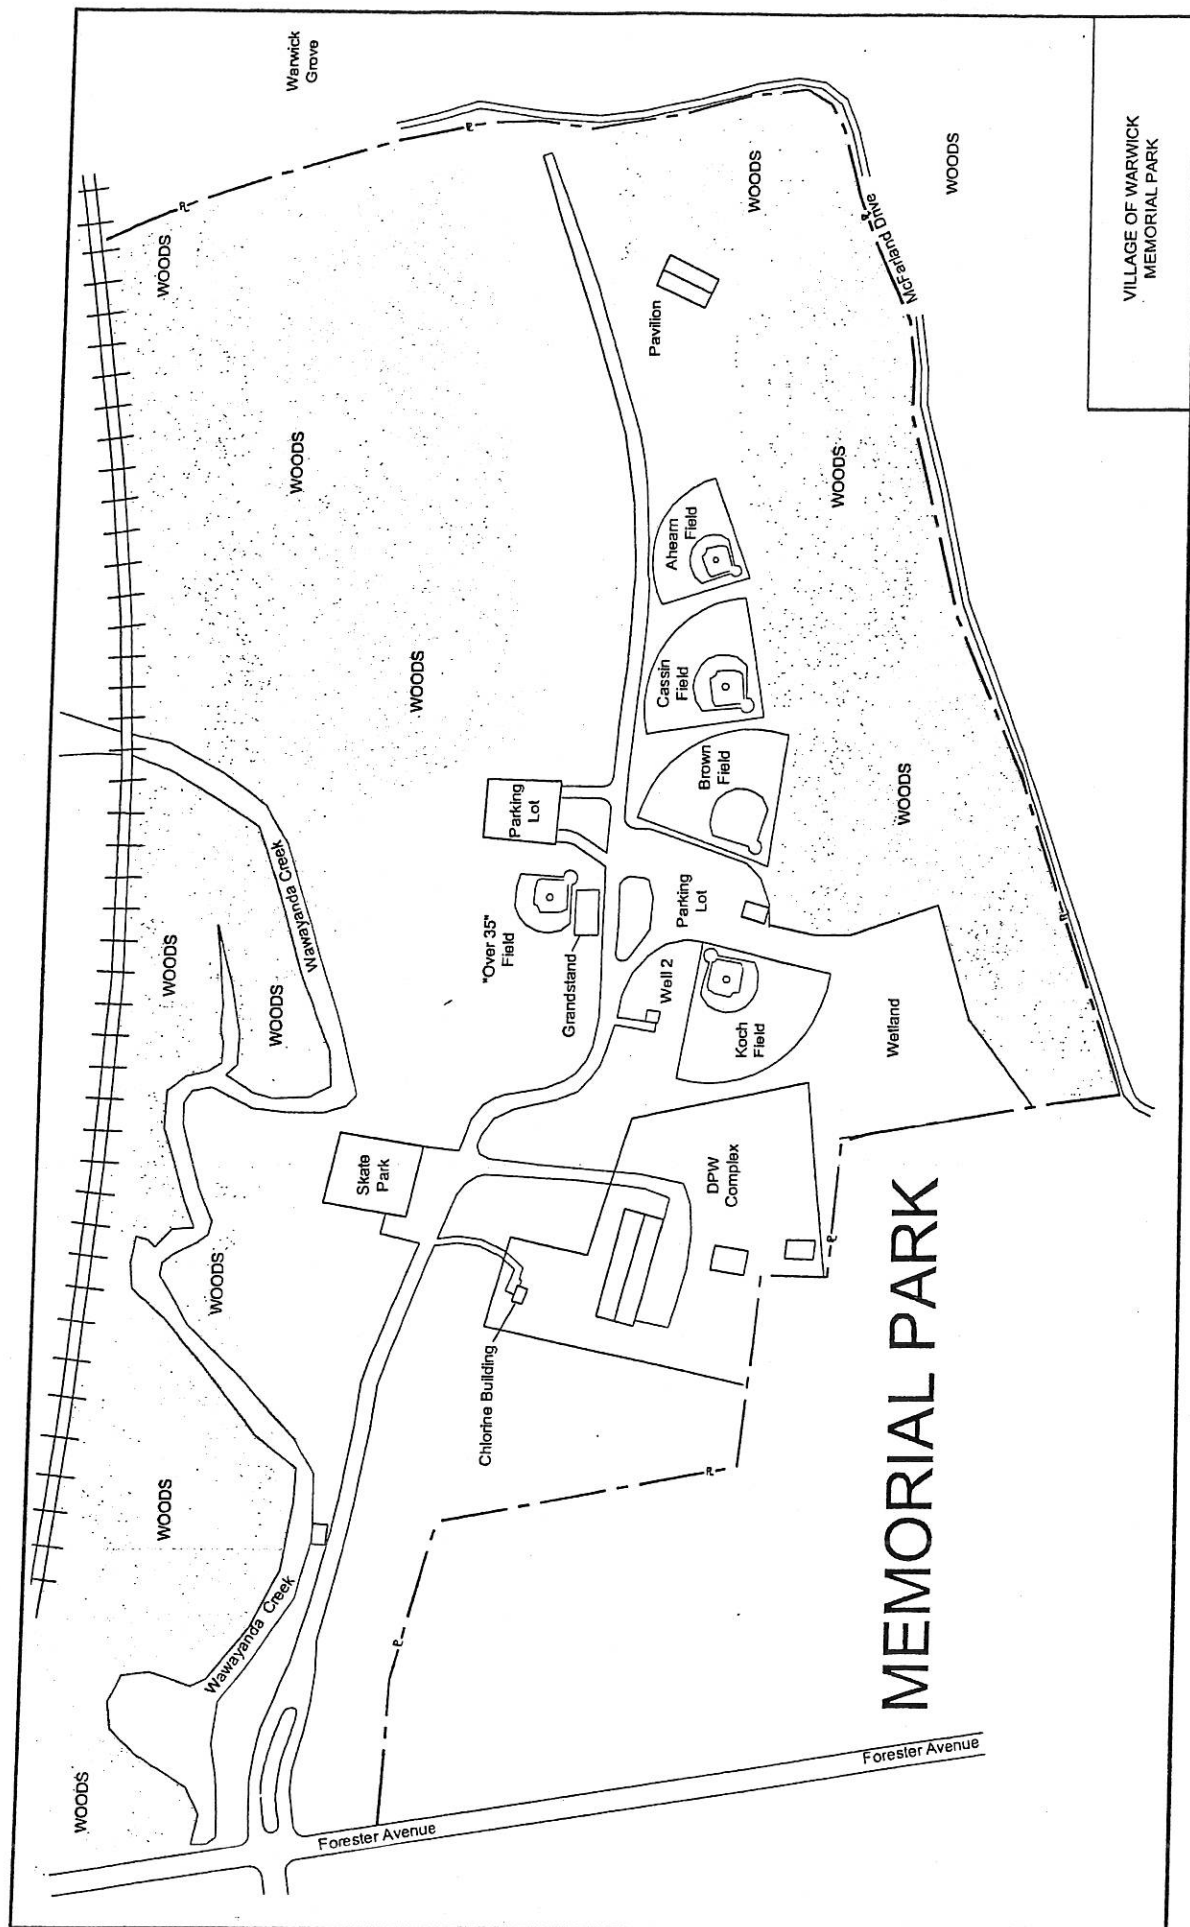 Warwick
Grove
WOODS
WOODS
WOODS
WOODS
McFarland Drive
VILLAGE OF WARWICK
MEMORIAL PARK
Pavilion
WOODS
WOODS
Ahearn
Field
WOODS
Cassin
Field
Brown
Field
WOODS
Parking
Lot
Wawayanda Creek
WOODS
WOODS
"Over 35"
Field
Grandstand
Parking
Lot
Well 2
Koch
Field
Wetland
Skate
Park
DPW
Complex
WOODS
Chlorine Building
WOODS
Wawayanda Creek
MEMORIAL PARK
WOODS
Forester Avenue
Forester Avenue